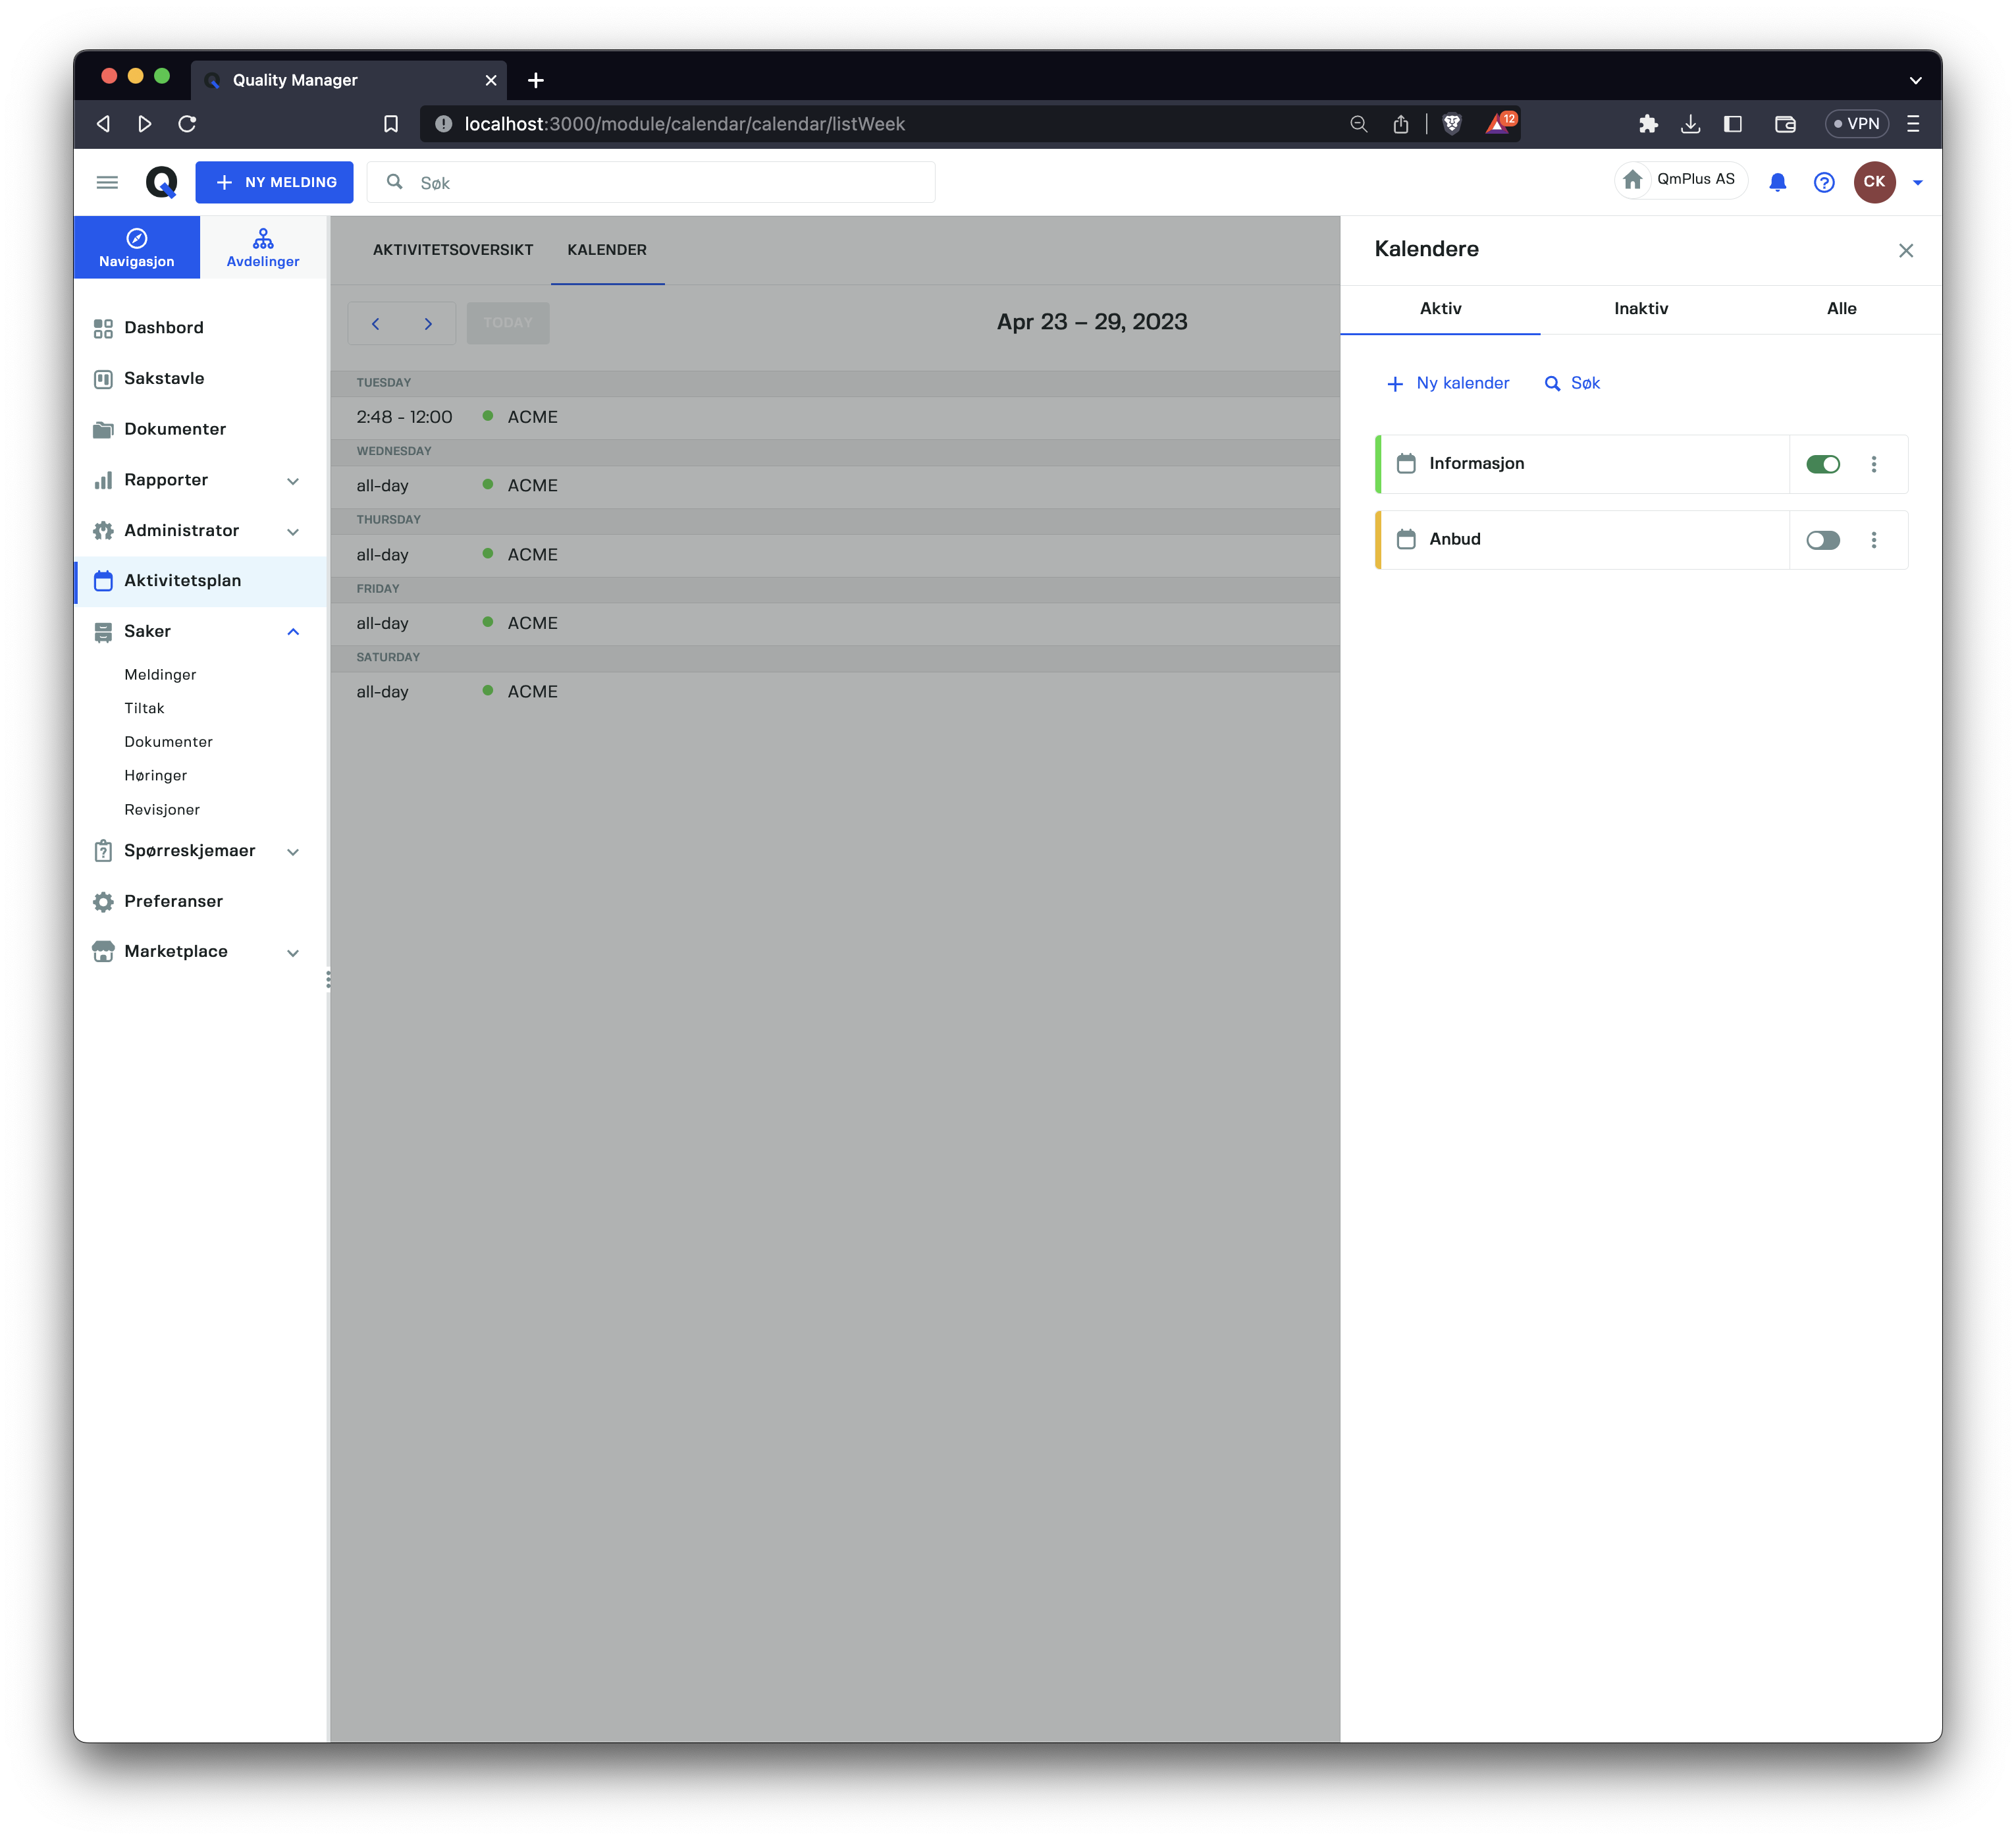 Quality Manager
localhost:3000/module/calendar/calendar/listWeek
12
VPN
NY MELDING
Søk
QmPlus AS
CK
Navigasjon
Avdelinger
Dashbord
Sakstavle
Dokumenter
Rapporter
Administrator
Aktivitetsplan
Saker
Meldinger
Tiltak
Dokumenter
Høringer
Revisjoner
Spørreskjemaer
Preferanser
Marketplace
AKTIVITETSOVERSIKT
KALENDER
TODAY
Apr 23 – 29, 2023
TUESDAY
2:48 - 12:00 ACME
WEDNESDAY
all-day ACME
THURSDAY
all-day ACME
FRIDAY
all-day ACME
SATURDAY
all-day ACME
Kalendere
Aktiv Inaktiv Alle
Ny kalender Søk
Informasjon
Anbud